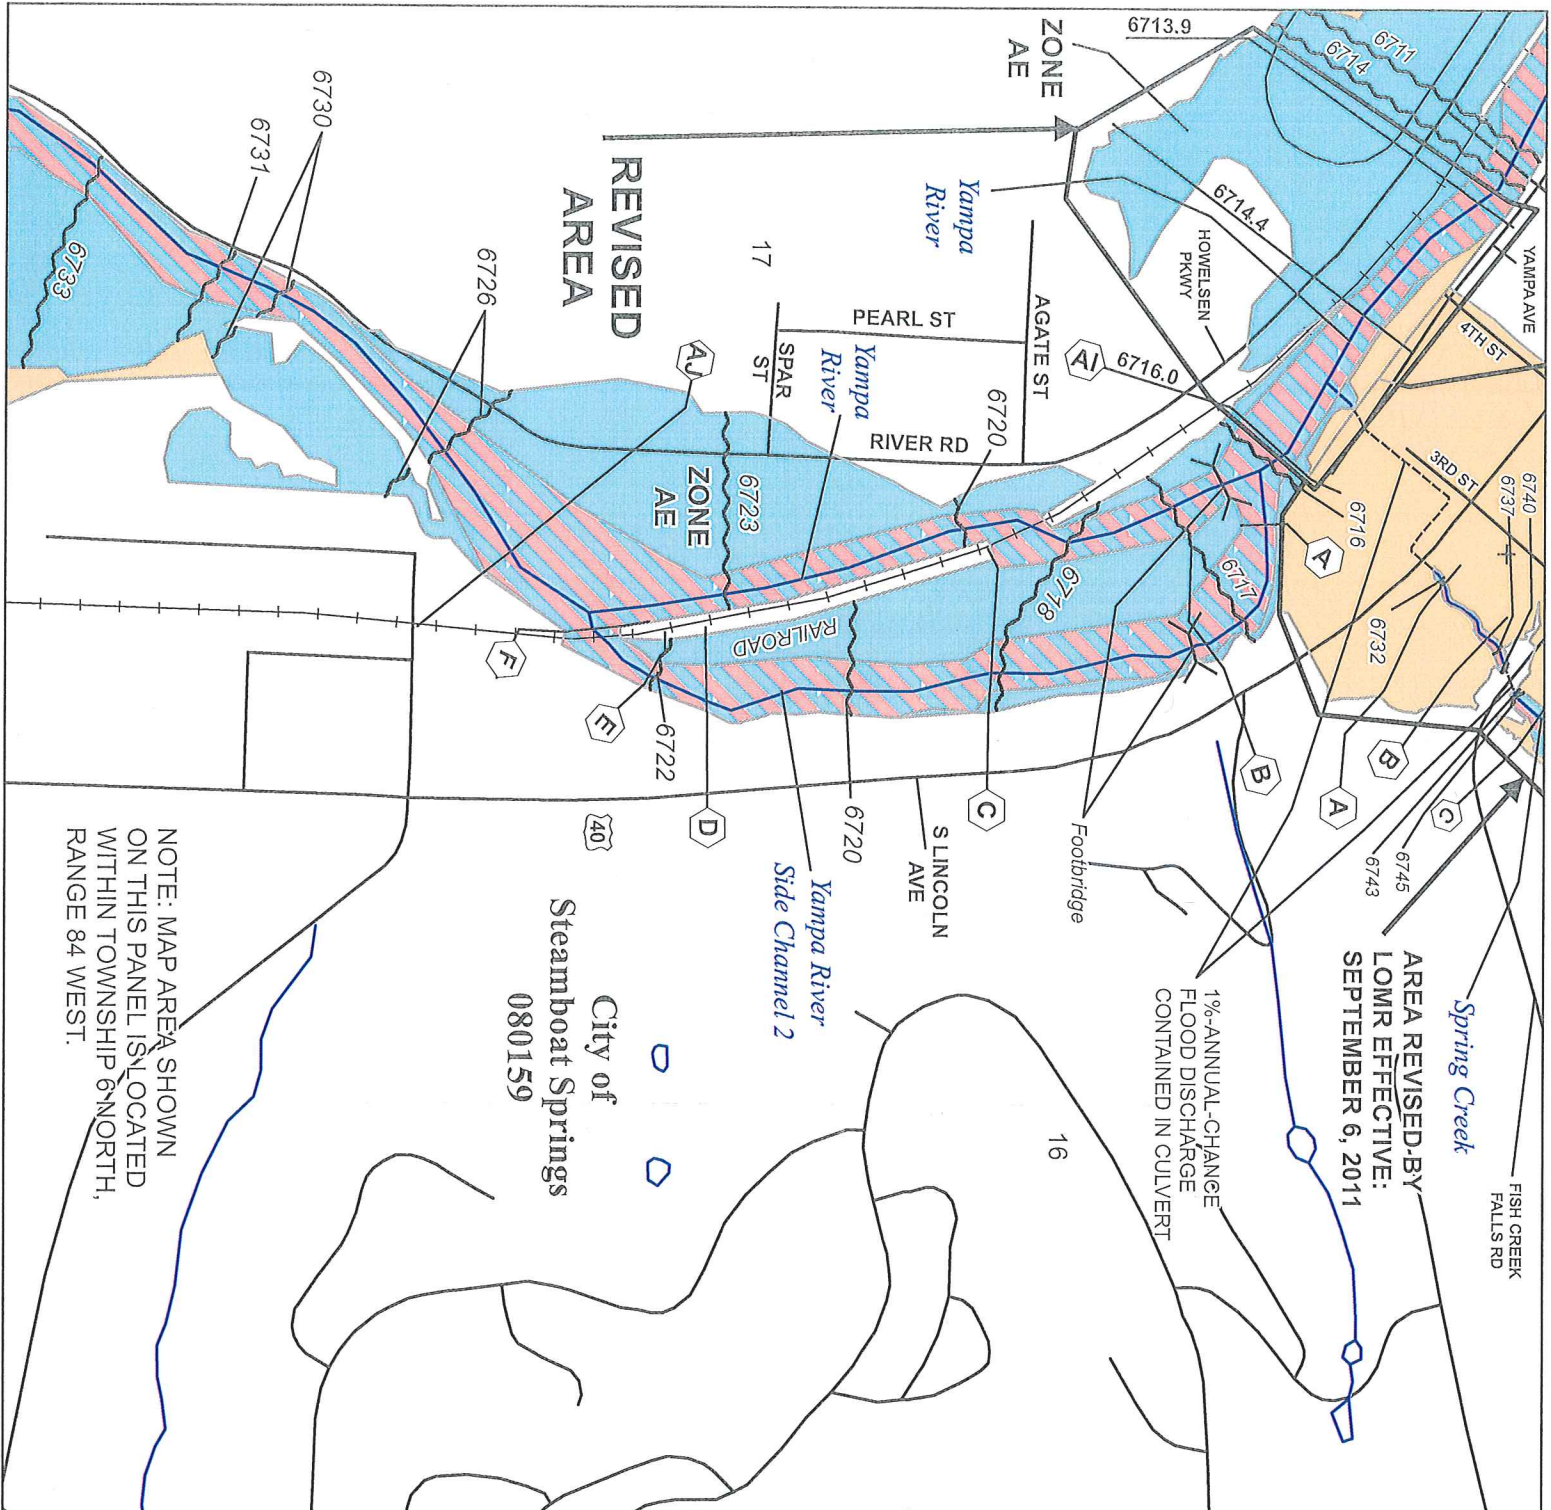 6713.9
ZONE
AE
6711
6714
6714.4
Yampa
River
HOWELSEN
PKWY
YAMPA AVE
4TH ST
3RD ST
6740
6737
6730
6731
6733
6726
REVISED
AREA
17
PEARL ST
AGATE ST
SPAR
ST
RIVER RD
Yampa
River
AJ
AI
6716.0
6720
6723
ZONE
AE
6716
A
6717
6718
6732
RAILROAD
F
E
6722
D
6720
C
B
B
A
C
6745
6743
Footbridge
40
S LINCOLN
AVE
Yampa River
Side Channel 2
Spring Creek
AREA REVISED BY
LOMR EFFECTIVE:
SEPTEMBER 6, 2011
1%-ANNUAL-CHANCE
FLOOD DISCHARGE
CONTAINED IN CULVERT
FISH CREEK
FALLS RD
16
City of
Steamboat Springs
080159
NOTE: MAP AREA SHOWN
ON THIS PANEL IS LOCATED
WITHIN TOWNSHIP 6 NORTH,
RANGE 84 WEST.